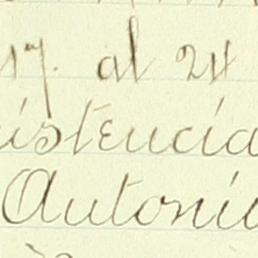 17. al 24
istencia
Antoni